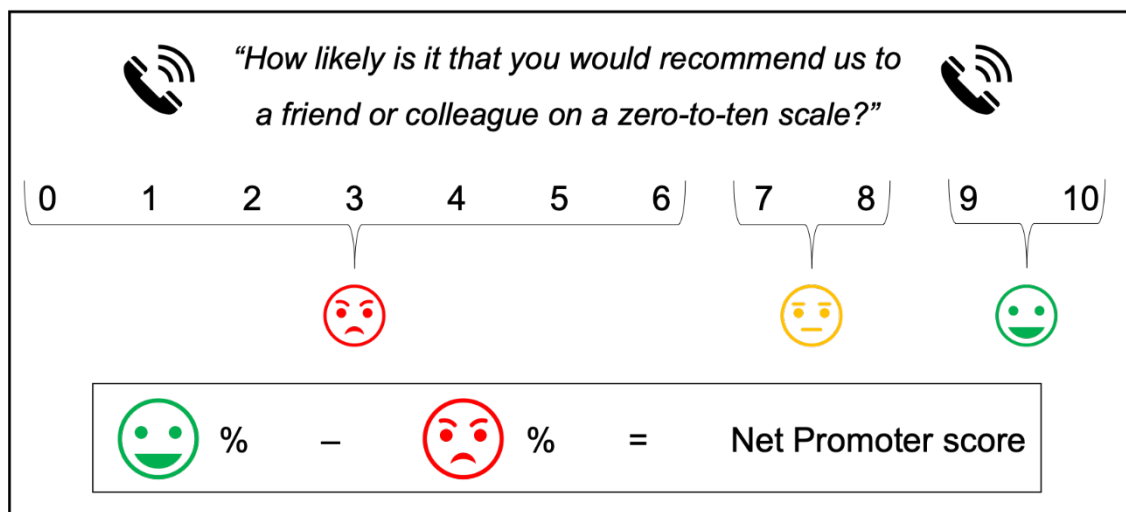 “How likely is it that you would recommend us to
a friend or colleague on a zero-to-ten scale?”
0 1 2 3 4 5 6 7 8 9 10
% – % = Net Promoter score